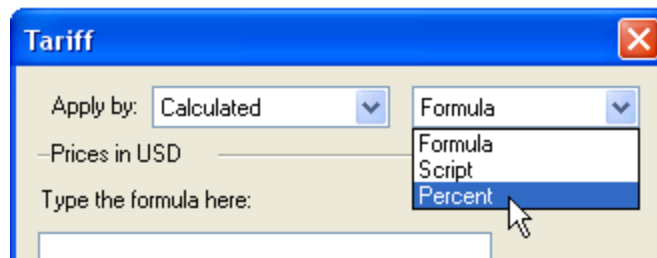 Tariff
Apply by: Calculated Formula
Prices in USD
Formula
Script
Percent
Type the formula here: